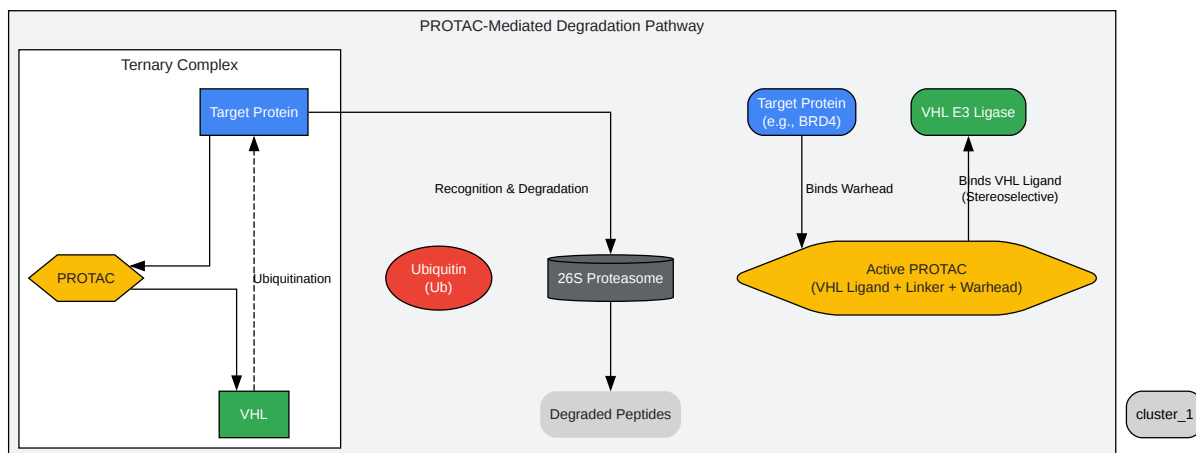 PROTAC-Mediated Degradation Pathway
Ternary Complex
Target Protein
Target Protein
(e.g., BRD4)
VHL E3 Ligase
Recognition & Degradation
Binds Warhead
Binds VHL Ligand
(Stereoselective)
PROTAC
Ubiquitination
Ubiquitin
(Ub)
26S Proteasome
Active PROTAC
(VHL Ligand + Linker + Warhead)
VHL
Degraded Peptides
cluster_1